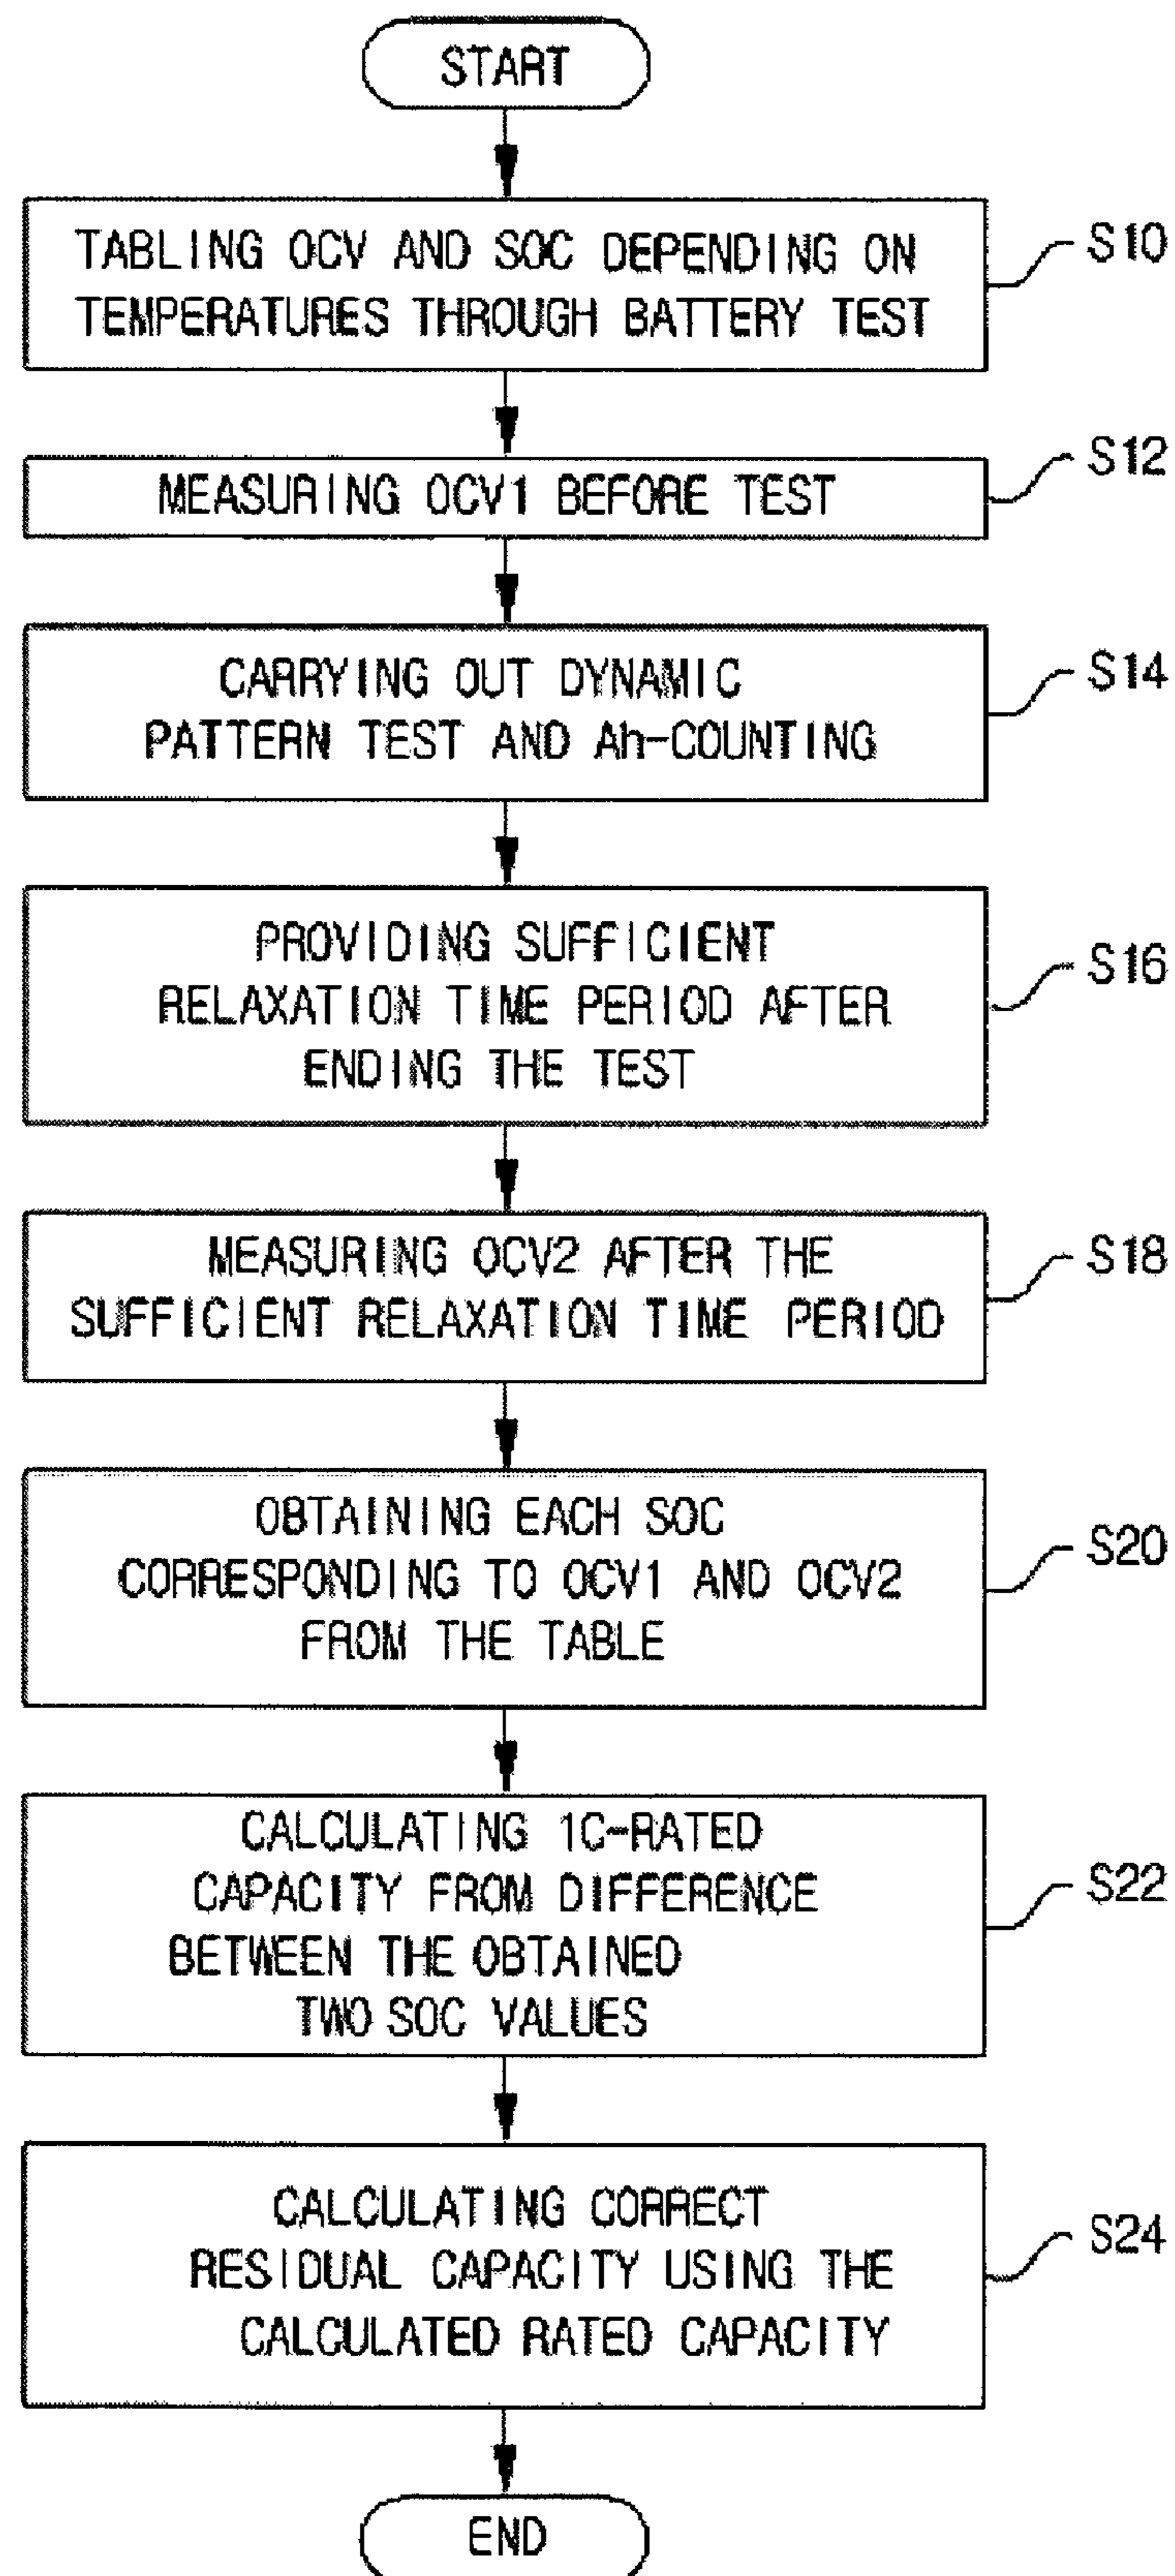 START
TABLING OCV AND SOC DEPENDING ON
TEMPERATURES THROUGH BATTERY TEST
S10
MEASURING OCV1 BEFORE TEST
S12
CARRYING OUT DYNAMIC
PATTERN TEST AND Ah-COUNTING
S14
PROVIDING SUFFICIENT
RELAXATION TIME PERIOD AFTER
ENDING THE TEST
S16
MEASURING OCV2 AFTER THE
SUFFICIENT RELAXATION TIME PERIOD
S18
OBTAINING EACH SOC
CORRESPONDING TO OCV1 AND OCV2
FROM THE TABLE
S20
CALCULATING 1C-RATED
CAPACITY FROM DIFFERENCE
BETWEEN THE OBTAINED
TWO SOC VALUES
S22
CALCULATING CORRECT
RESIDUAL CAPACITY USING THE
CALCULATED RATED CAPACITY
S24
END